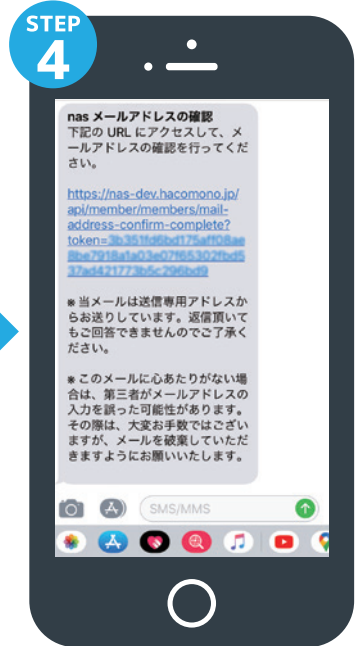 STEP
4
nas メールアドレスの確認
下記の URL にアクセスして、メ
ールアドレスの確認を行ってくだ
さい。
https://nas-dev.hacomono.jp/
api/member/members/mail-
address-confirm-complete?
token=
※ 当メールは送信専用アドレスか
らお送りしています。返信頂いて
もご回答できませんのでご了承く
ださい。
※ このメールに心あたりがない場
合は、第三者がメールアドレスの
入力を誤った可能性があります。
その際は、大変お手数ではござい
ますが、メールを破棄していただ
きますようにお願いいたします。
SMS/MMS